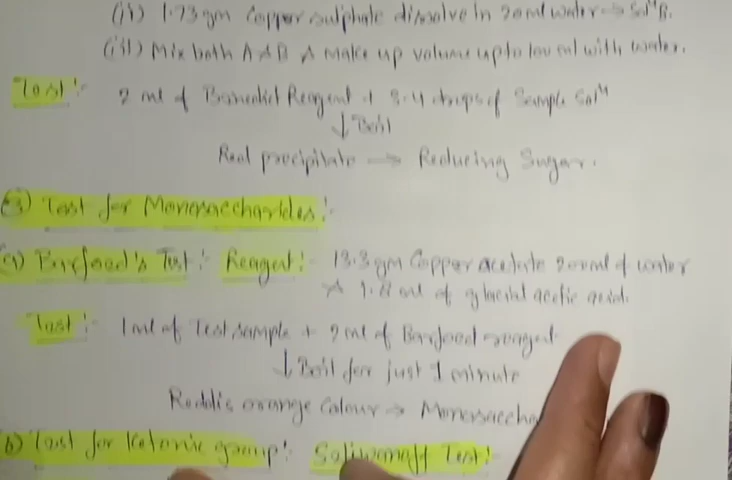 (ii) 1.73 gm Copper sulphate dissolve in 20 ml water → Solⁿ B.
(iii) Mix both A & B & make up volume upto 100 ml with water.
Test:- 2 ml of Benedict Reagent + 3-4 drops of Sample Solⁿ
↓ Boil
Red precipitate → Reducing Sugar.
③ Test for Monosaccharides:-
(a) Barfoed's Test:- Reagent:- 13.3 gm Copper acetate 200 ml of water
& 1.8 ml of glacial acetic acid.
Test:- 1 ml of Test sample + 2 ml of Barfoed reagent
↓ Boil for just 1 minute
Reddis orange Colour → Monosaccha
b) Test for Ketonic group:- Test:-